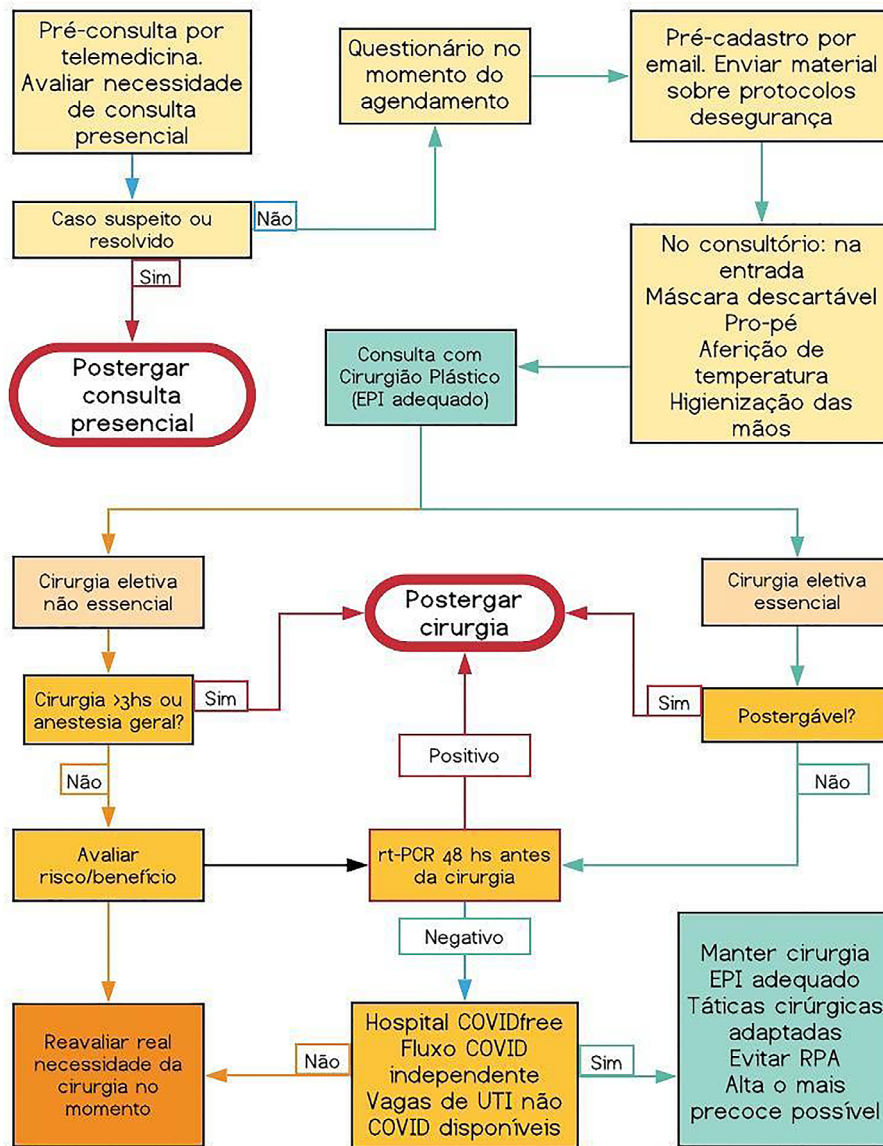 Pré-consulta por
telemedicina.
Avaliar necessidade
de consulta
presencial
Questionário no
momento do
agendamento
Pré-cadastro por
email. Enviar material
sobre protocolos
desegurança
Caso suspeito ou
resolvido
Não
Sim
Postergar
consulta
presencial
No consultório: na
entrada
Máscara descartável
Pro-pé
Aferição de
temperatura
Higienização das
mãos
Consulta com
Cirurgião Plástico
(EPI adequado)
Cirurgia eletiva
não essencial
Postergar
cirurgia
Cirurgia eletiva
essencial
Cirurgia >3hs ou
anestesia geral?
Sim
Sim
Postergável?
Não
Positivo
Não
Avaliar
risco/benefício
rt-PCR 48 hs antes
da cirurgia
Negativo
Reavaliar real
necessidade da
cirurgia no
momento
Não
Hospital COVIDfree
Fluxo COVID
independente
Vagas de UTI não
COVID disponíveis
Sim
Manter cirurgia
EPI adequado
Táticas cirúrgicas
adaptadas
Evitar RPA
Alta o mais
precoce possível